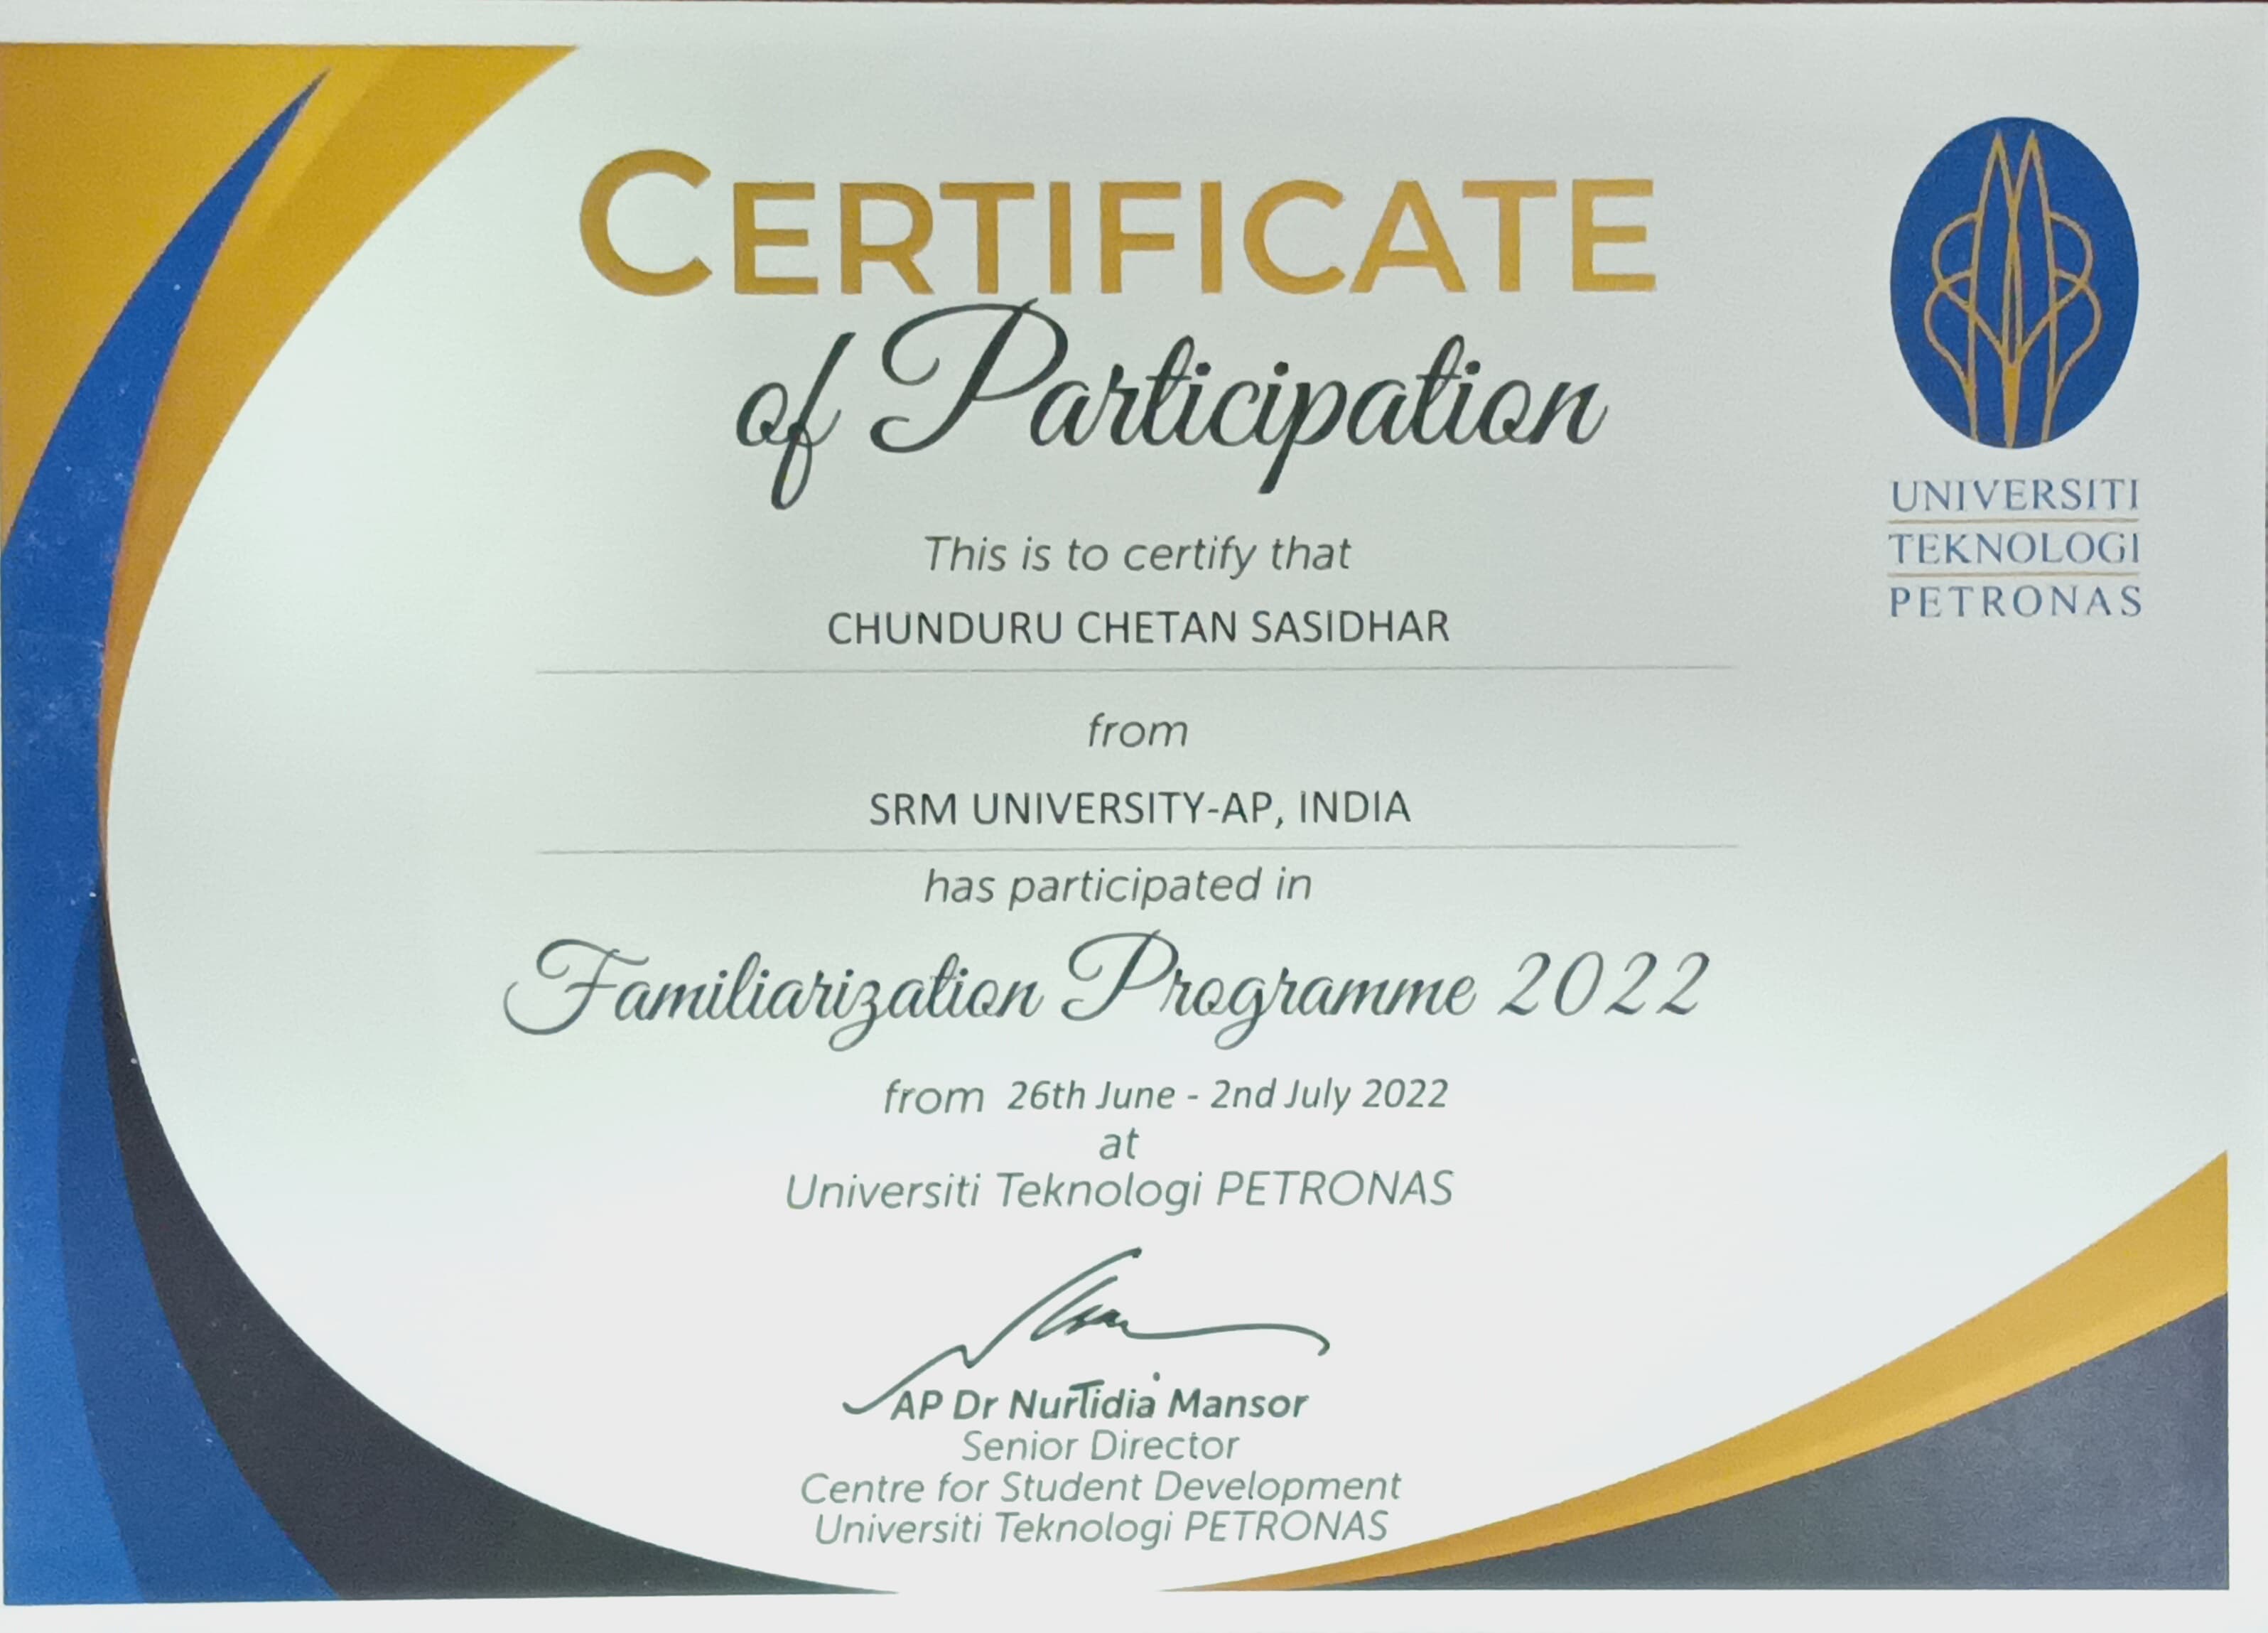 CERTIFICATE
of Participation
UNIVERSITI
TEKNOLOGI
PETRONAS
This is to certify that
CHUNDURU CHETAN SASIDHAR
from
SRM UNIVERSITY-AP, INDIA
has participated in
Familiarization Programme 2022
from 26th June - 2nd July 2022
at
Universiti Teknologi PETRONAS
AP Dr Nurlidia Mansor
Senior Director
Centre for Student Development
Universiti Teknologi PETRONAS